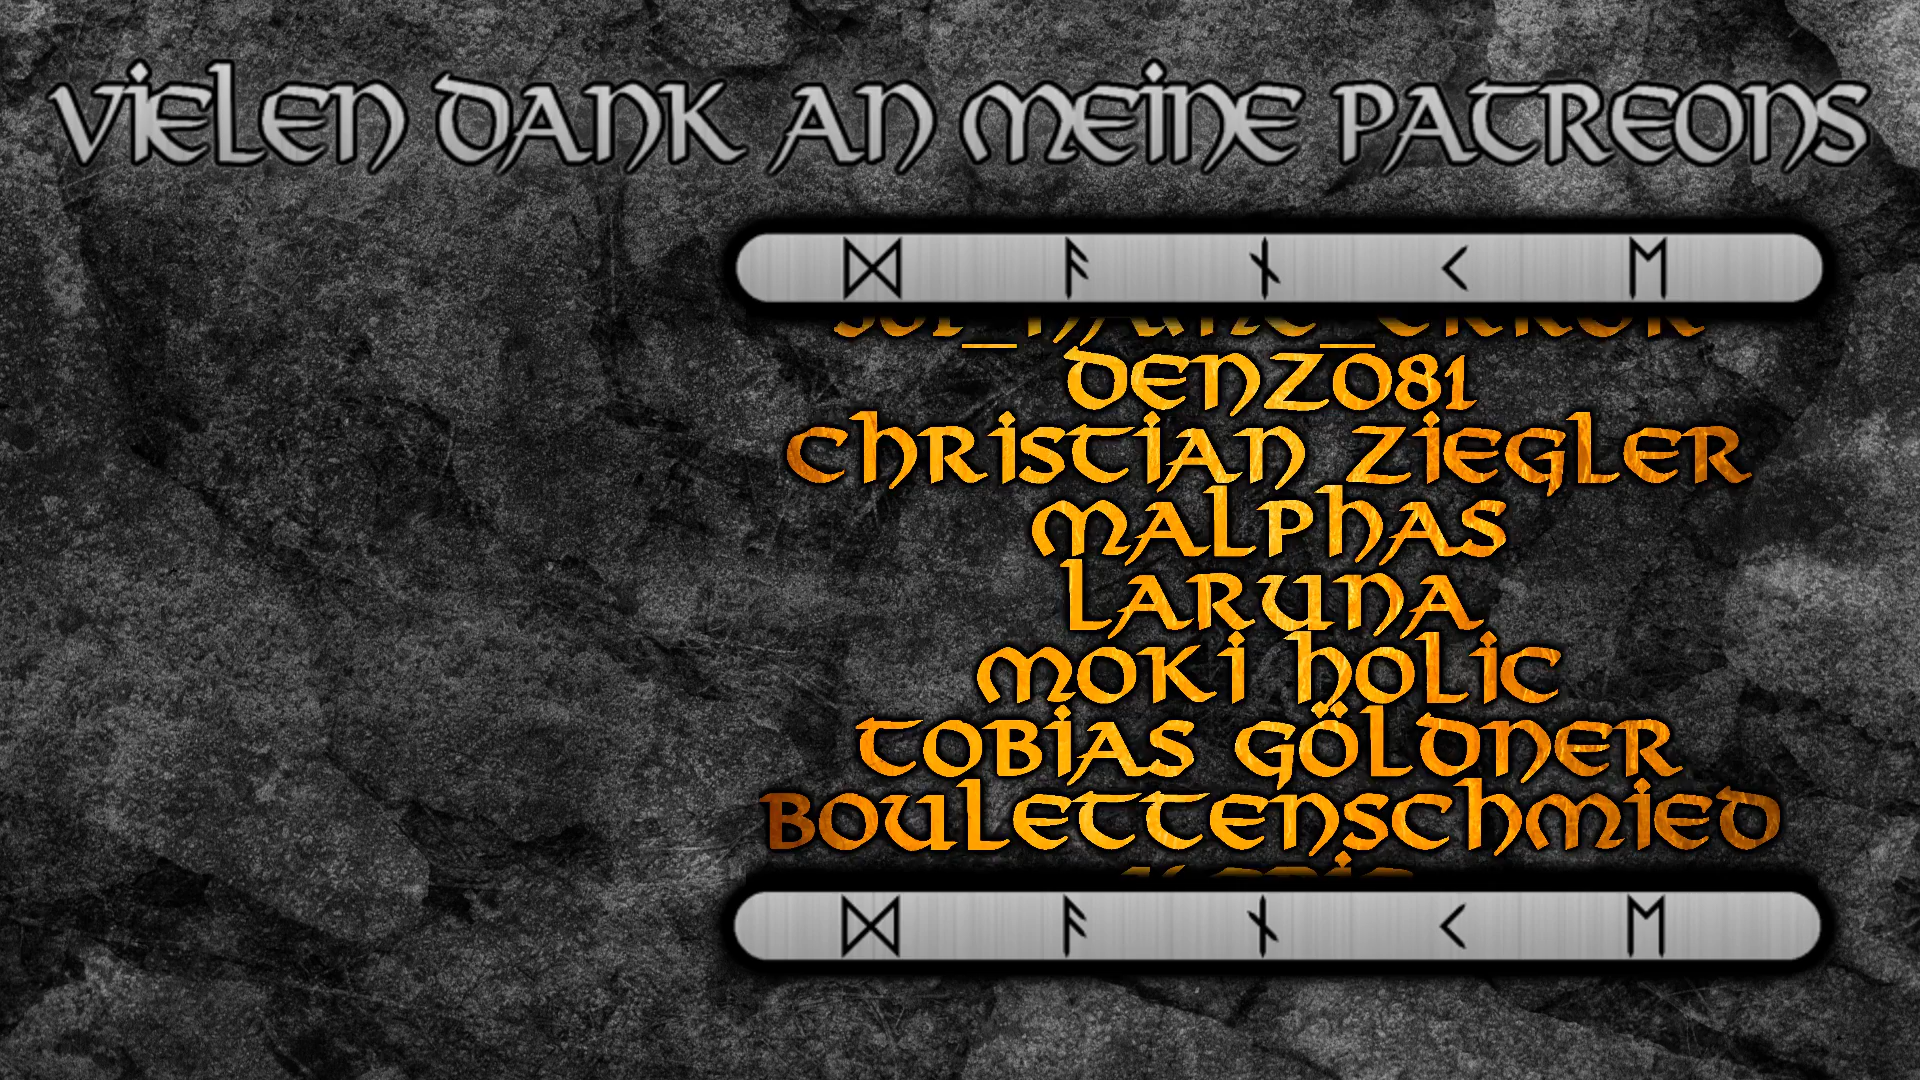 Vielen Dank an meine Patreons
ᛞ ᚨ ᚾ ᚲ ᛖ
Denzo81
Christian Ziegler
Malphas
Laruna
Moki Holic
Tobias Göldner
Boulettenschmied
ᛞ ᚨ ᚾ ᚲ ᛖ